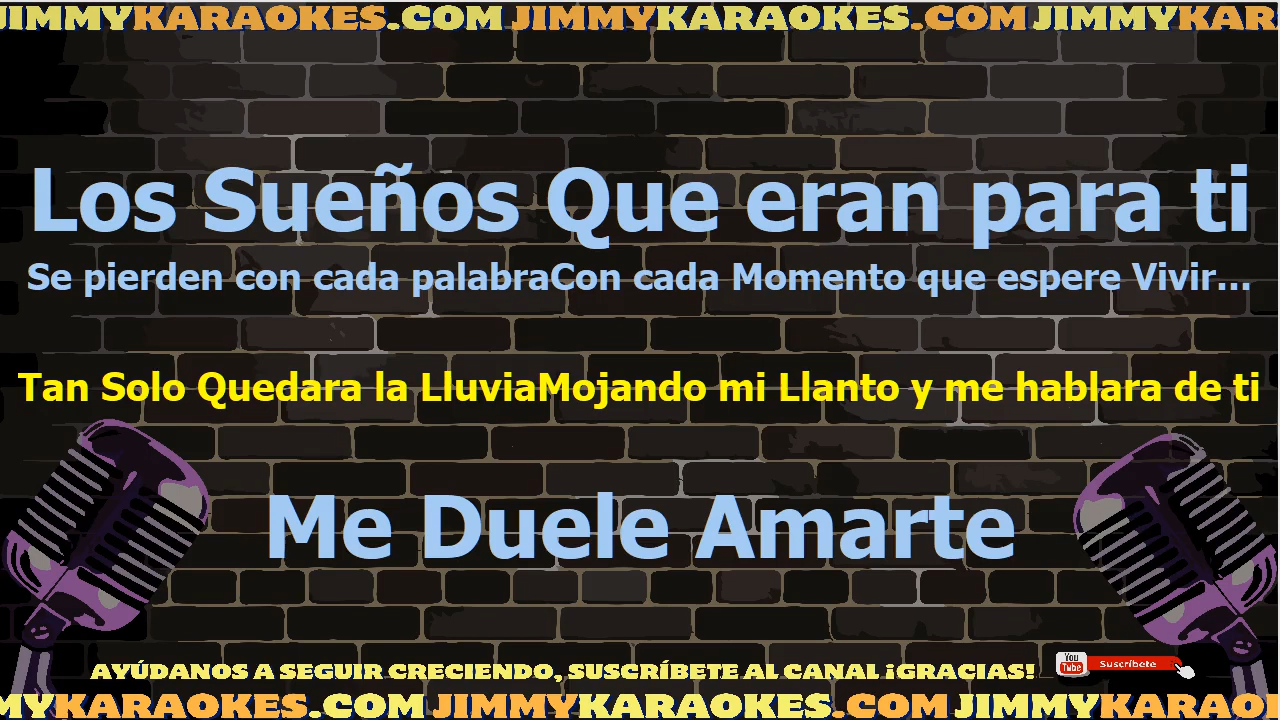 JIMMYKARAOKES.COM JIMMYKARAOKES.COM JIMMYKAR
Los Sueños Que eran para ti
Se pierden con cada palabraCon cada Momento que espere Vivir...
Tan Solo Quedara la LluviaMojando mi Llanto y me hablara de ti
Me Duele Amarte
AYÚDANOS A SEGUIR CRECIENDO, SUSCRÍBETE AL CANAL ¡GRACIAS!
You Tube Suscríbete
MYKARAOKES.COM JIMMYKARAOKES.COM JIMMYKARAO